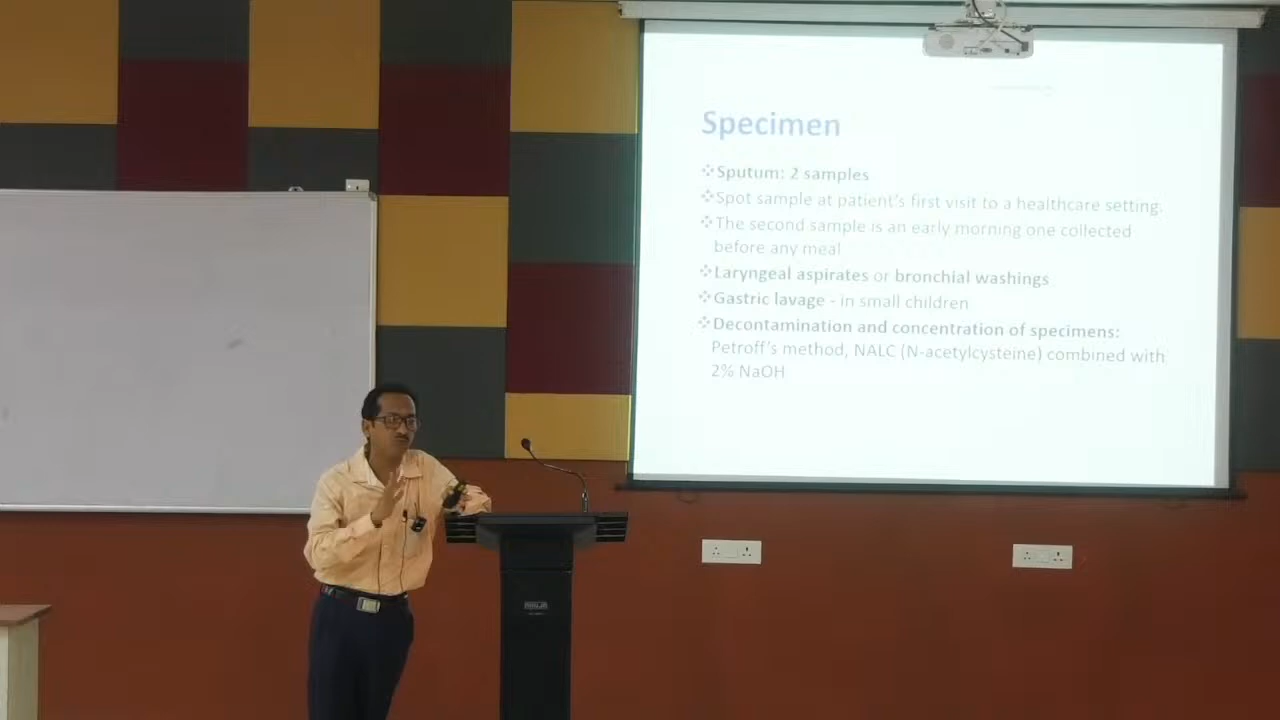 Specimen
❖Sputum: 2 samples
❖Spot sample at patient's first visit to a healthcare setting.
❖The second sample is an early morning one collected
before any meal
❖Laryngeal aspirates or bronchial washings
❖Gastric lavage - in small children
❖Decontamination and concentration of specimens:
Petroff's method, NALC (N-acetylcysteine) combined with
2% NaOH